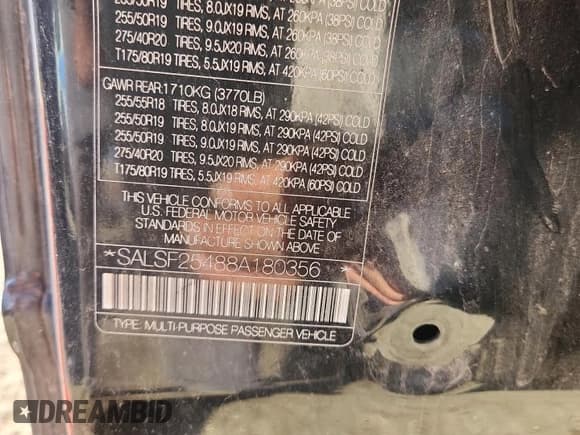 255/50R19 8.0JX19 RIMS, AT 260KPA (38PSI) COLD
255/50R19 9.0JX19 RIMS, AT 260KPA (38PSI) COLD
275/40R20 TIRES, 9.5JX20 RIMS, AT 260KPA (38PSI) COLD
T175/80R19 TIRES, 5.5JX19 RIMS, AT 420KPA (60PSI) COLD
GAWR REAR:1710KG (3770LB)
255/55R18 TIRES, 8.0JX18 RIMS, AT 290KPA (42PSI) COLD
255/50R19 TIRES, 8.0JX19 RIMS, AT 290KPA (42PSI) COLD
255/50R19 TIRES, 9.0JX19 RIMS, AT 290KPA (42PSI) COLD
275/40R20 TIRES, 9.5JX20 RIMS, AT 290KPA (42PSI) COLD
T175/80R19 TIRES, 5.5JX19 RIMS, AT 420KPA (60PSI) COLD
THIS VEHICLE CONFORMS TO ALL APPLICABLE
U.S. FEDERAL MOTOR VEHICLE SAFETY
STANDARDS IN EFFECT ON THE DATE OF
MANUFACTURE SHOWN ABOVE
*SALSF25488A180356 *
TYPE: MULTI-PURPOSE PASSENGER VEHICLE
DREAMBID